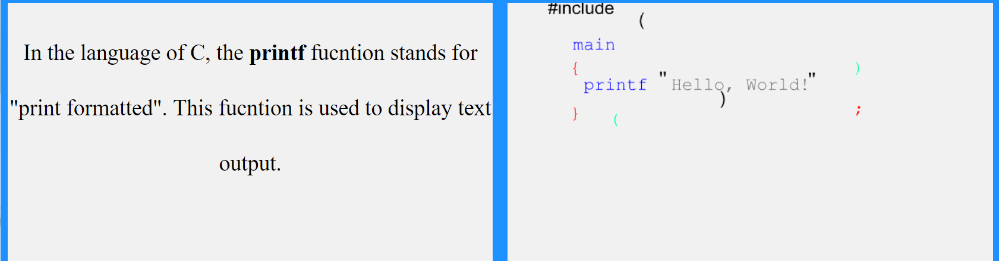 In the language of C, the printf fucntion stands for
"print formatted". This fucntion is used to display text
output.
#include
(
main
{ )
printf "Hello, World!"
)
} ;
(